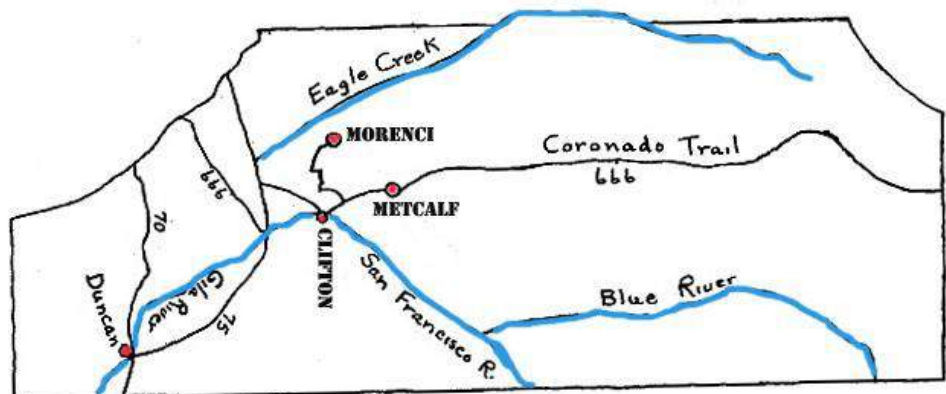 Eagle Creek
MORENCI
Coronado Trail
666
666
METCALF
70
CLIFTON
Gila River
San Francisco R.
Blue River
Duncan
75